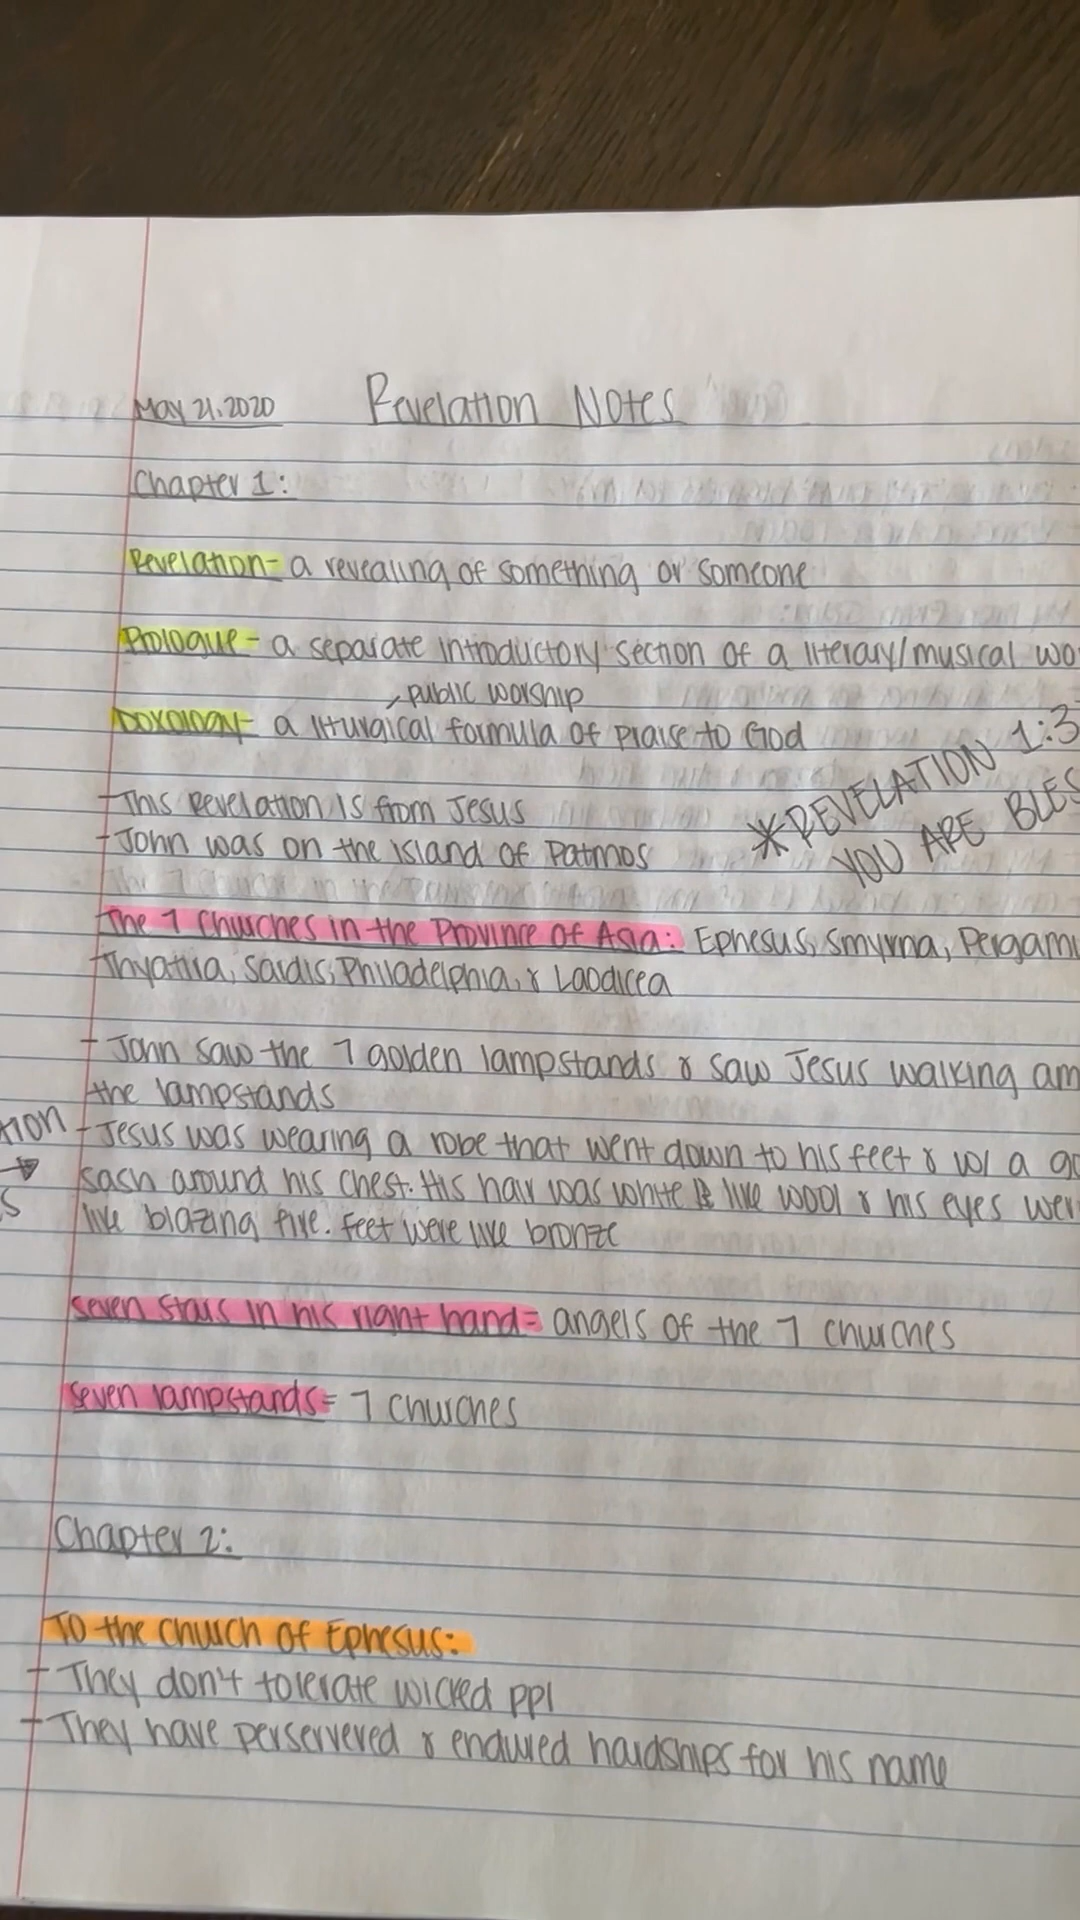 May 21, 2020 Revelation Notes
Chapter 1:
Revelation- a revealing of something or someone
Prologue- a separate introductory section of a literary/musical wo
public worship
Doxology- a liturgical formula of praise to God
*REVELATION 1:3
YOU ARE BLES
-This Revelation is from Jesus
-John was on the island of Patmos
The 7 Churches in the Province of Asia: Ephesus, Smyrna, Pergam
Thyatira, Sardis, Philadelphia, & Laodicea
- John saw the 7 golden lampstands & saw Jesus walking am
the lampstands
-Jesus was wearing a robe that went down to his feet & w/ a go
sash around his chest. His hair was white like wool & his eyes wer
like blazing fire. feet were like bronze
Seven stars in his right hand= angels of the 7 churches
Seven lampstands= 7 Churches
Chapter 2:
To the Church of Ephesus:
- They don't tolerate wicked ppl
- They have perservered & endured hardships for his name